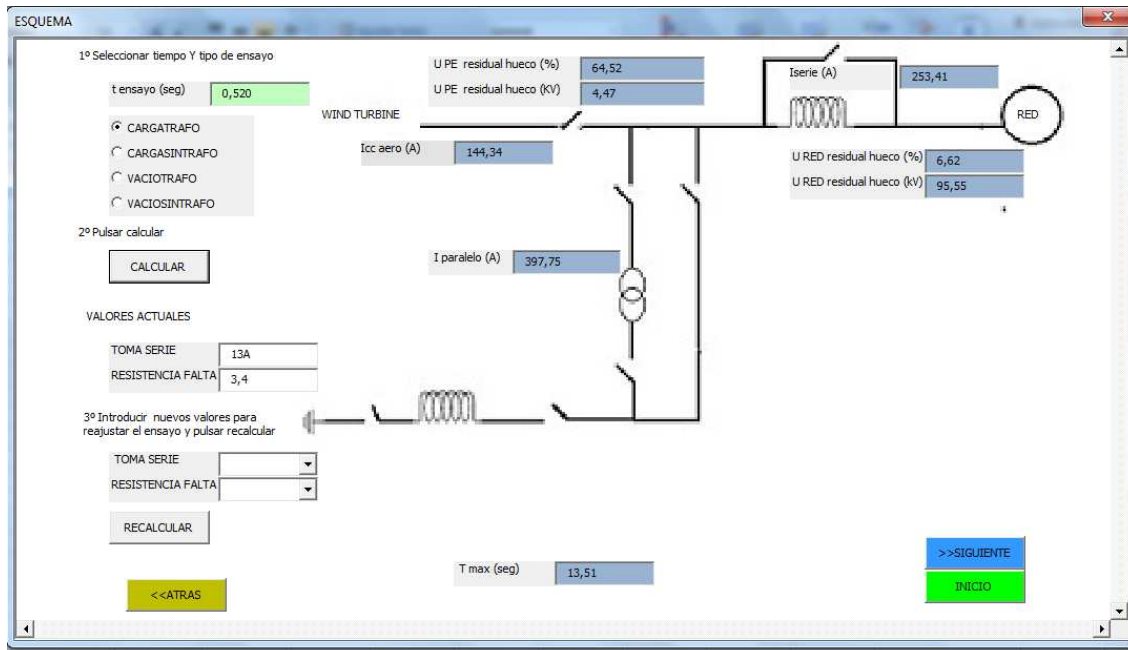 ESQUEMA
1º Seleccionar tiempo Y tipo de ensayo
t ensayo (seg) 0,520
CARGATRAFO
CARGASINTRAFO
VACIOTRAFO
VACIOSINTRAFO
2º Pulsar calcular
CALCULAR
VALORES ACTUALES
TOMA SERIE 13A
RESISTENCIA FALTA 3,4
3º Introducir nuevos valores para
reajustar el ensayo y pulsar recalcular
TOMA SERIE
RESISTENCIA FALTA
RECALCULAR
<<ATRAS
U PE residual hueco (%) 64,52
U PE residual hueco (KV) 4,47
WIND TURBINE
Icc aero (A) 144,34
I paralelo (A) 397,75
Iserie (A) 253,41
RED
U RED residual hueco (%) 6,62
U RED residual hueco (kV) 95,55
T max (seg) 13,51
>>SIGUIENTE
INICIO